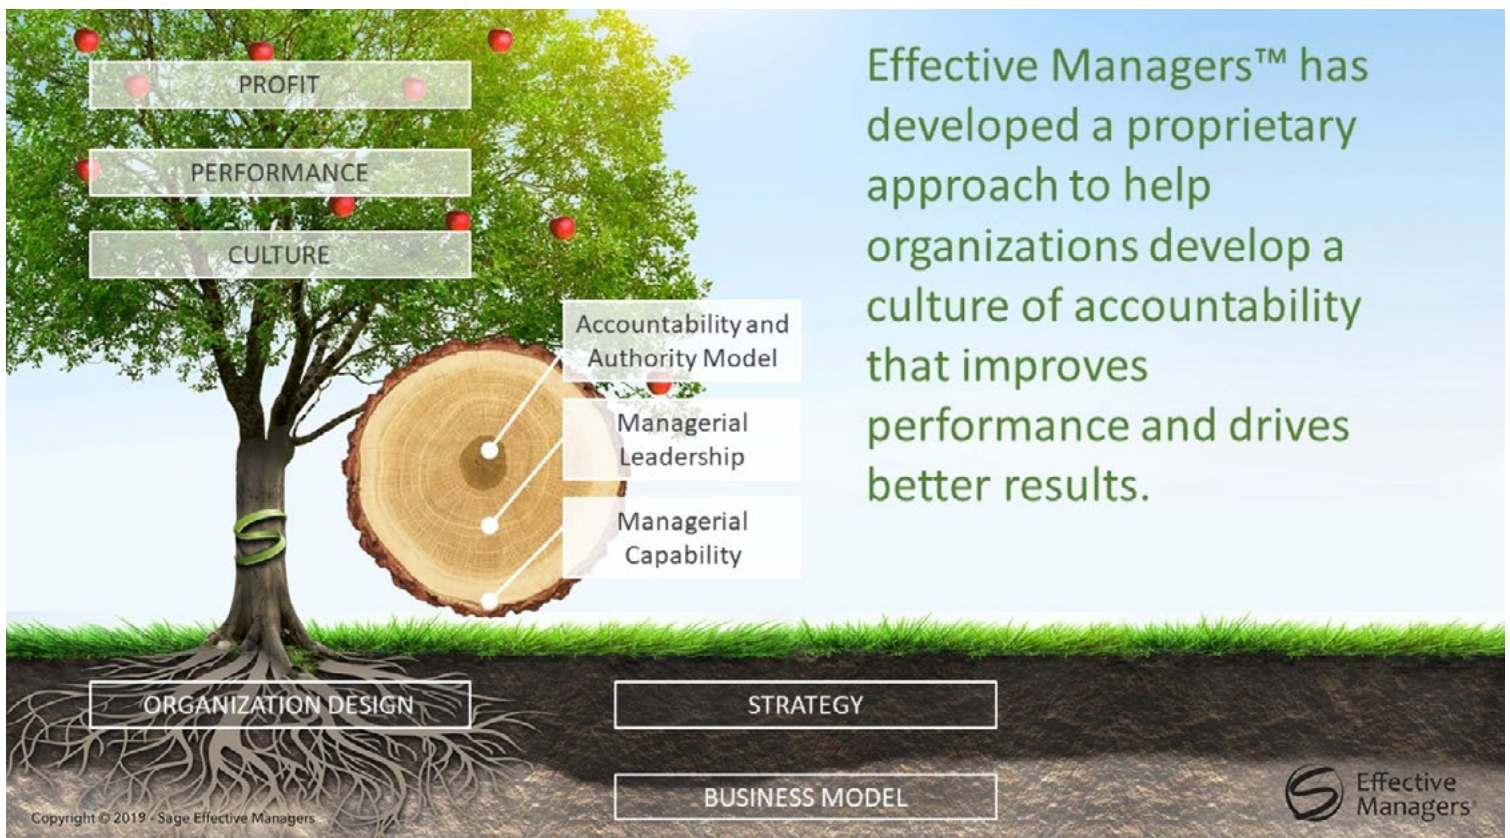 PROFIT
PERFORMANCE
CULTURE
Accountability and
Authority Model
Managerial
Leadership
Managerial
Capability
Effective Managers™ has
developed a proprietary
approach to help
organizations develop a
culture of accountability
that improves
performance and drives
better results.
ORGANIZATION DESIGN
STRATEGY
BUSINESS MODEL
Copyright © 2019 - Sage Effective Managers
Effective
Managers®